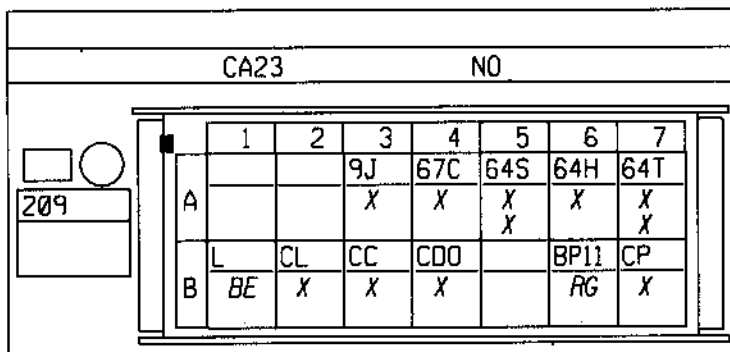 CA23 NO
1 2 3 4 5 6 7
9J 67C 64S 64H 64T
A X X X X X
X X
209
L CL CC CDO BP11 CP
B BE X X X RG X